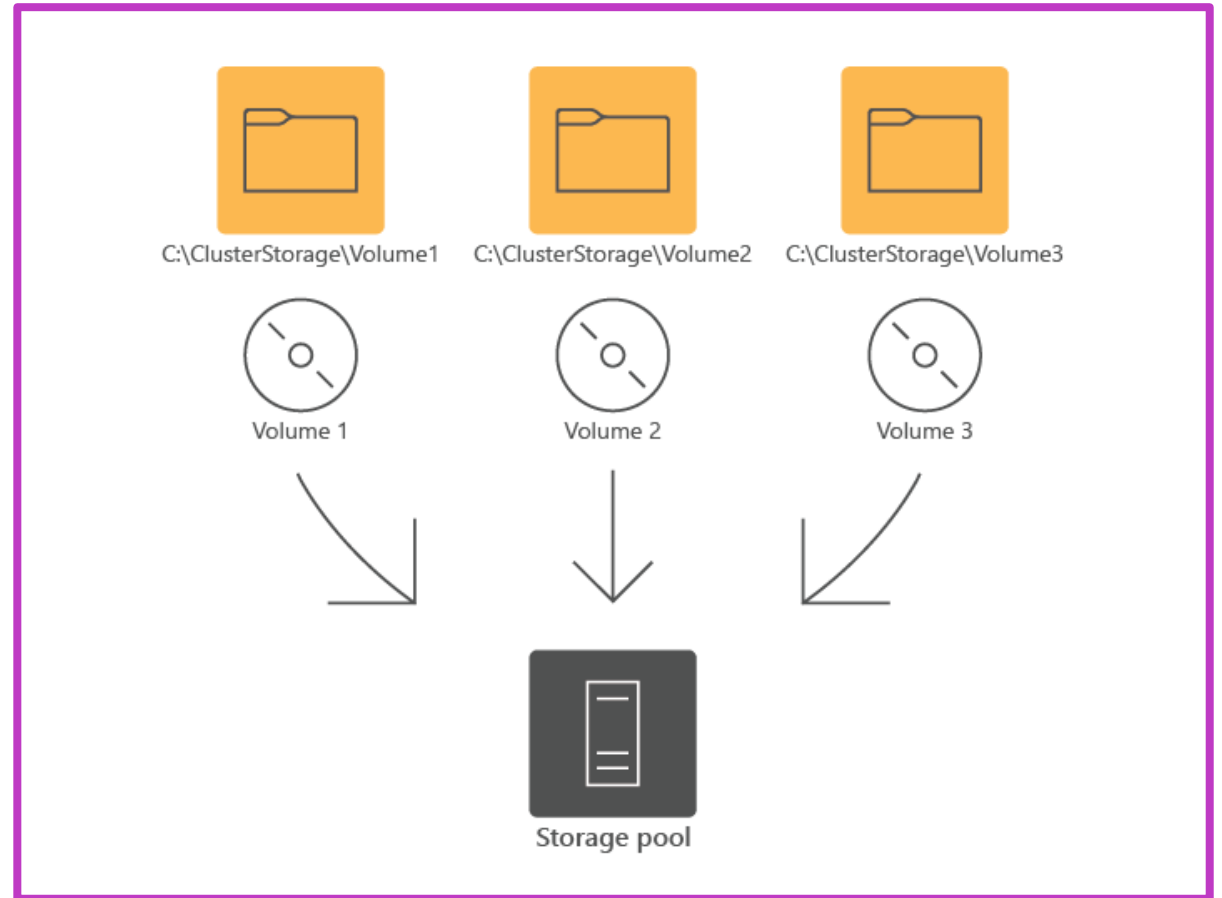 C:\ClusterStorage\Volume1
C:\ClusterStorage\Volume2
C:\ClusterStorage\Volume3
Volume 1
Volume 2
Volume 3
Storage pool